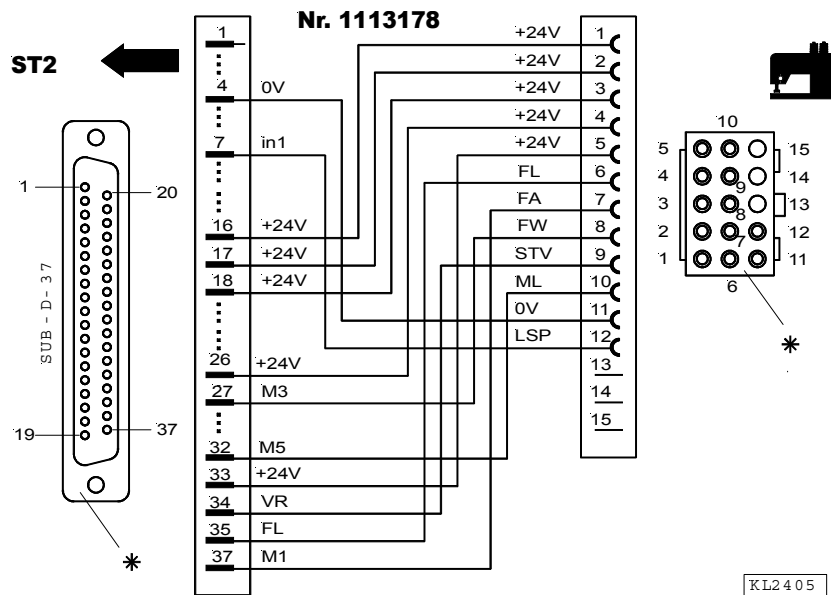 Nr. 1113178
ST2
SUB-D-37
1
20
19
37
1
4 0V
7 in1
16 +24V
17 +24V
18 +24V
26 +24V
27 M3
32 M5
33 +24V
34 VR
35 FL
37 M1
+24V 1
+24V 2
+24V 3
+24V 4
+24V 5
FL 6
FA 7
FW 8
STV 9
ML 10
0V 11
LSP 12
13
14
15
10
5 15
4 9 14
3 8 13
2 7 12
1 11
6
*
*
KL2405